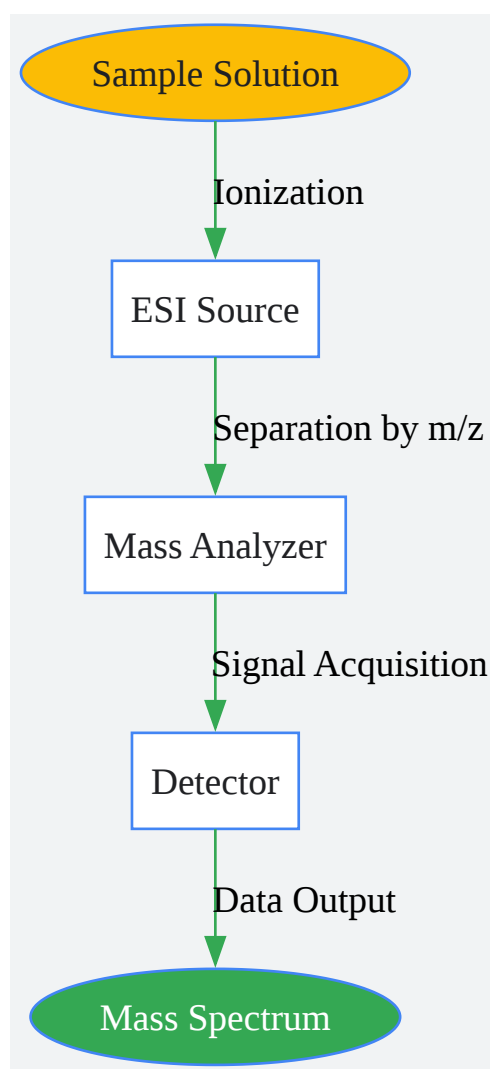 Sample Solution
Ionization
ESI Source
Separation by m/z
Mass Analyzer
Signal Acquisition
Detector
Data Output
Mass Spectrum